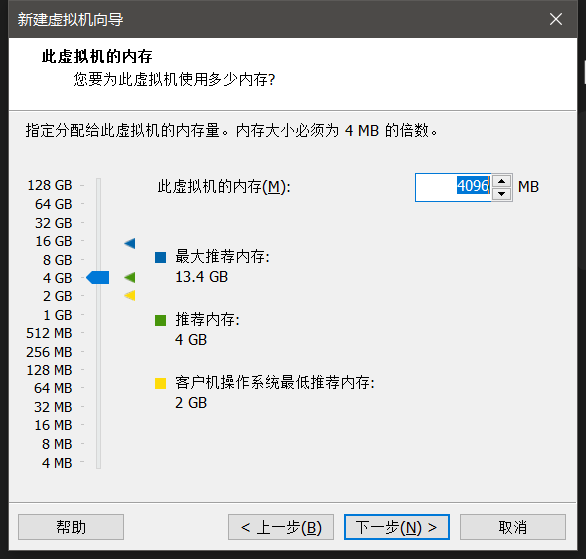 新建虚拟机向导
此虚拟机的内存
您要为此虚拟机使用多少内存?
指定分配给此虚拟机的内存量。内存大小必须为 4 MB 的倍数。
128 GB
64 GB
32 GB
16 GB
8 GB
4 GB
2 GB
1 GB
512 MB
256 MB
128 MB
64 MB
32 MB
16 MB
8 MB
4 MB
此虚拟机的内存(M):
4096 MB
最大推荐内存:
13.4 GB
推荐内存:
4 GB
客户机操作系统最低推荐内存:
2 GB
帮助
< 上一步(B)
下一步(N) >
取消